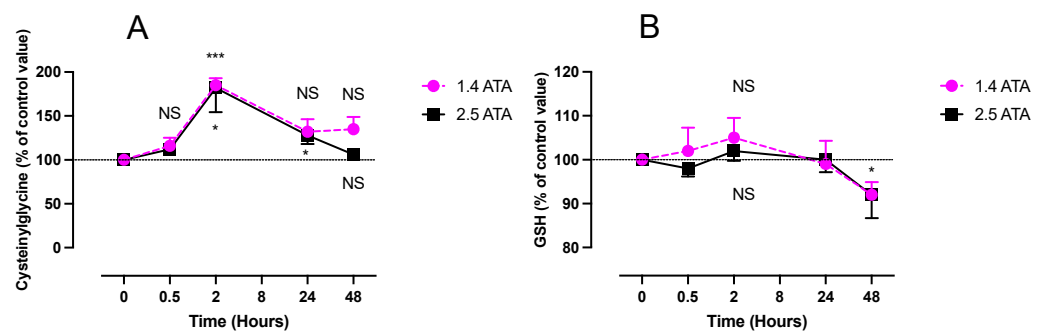 A
Cysteinylglycine (% of control value)
200
150
100
50
0
***
NS
NS
NS
*
*
NS
0 0.5 2 8 24 48
Time (Hours)
1.4 ATA
2.5 ATA
B
GSH (% of control value)
120
110
100
90
80
NS
NS
*
0 0.5 2 8 24 48
Time (Hours)
1.4 ATA
2.5 ATA